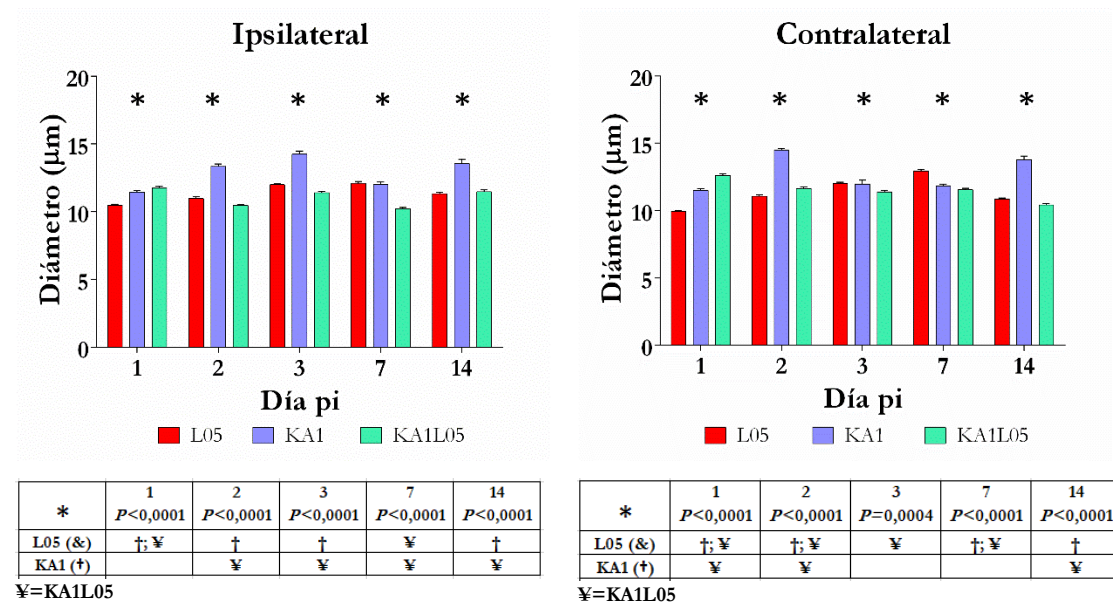 Ipsilateral
Diámetro (µm)
20
15
10
5
0
* * * * *
1 2 3 7 14
Día pi
L05 KA1 KA1L05
* 1 2 3 7 14
P<0,0001 P<0,0001 P<0,0001 P<0,0001 P<0,0001
L05 (&) †; ¥ † † ¥ †
KA1 (†) ¥ ¥ ¥ ¥
¥=KA1L05
Contralateral
Diámetro (µm)
20
15
10
5
0
* * * * *
1 2 3 7 14
Día pi
L05 KA1 KA1L05
* 1 2 3 7 14
P<0,0001 P<0,0001 P=0,0004 P<0,0001 P<0,0001
L05 (&) †; ¥ †; ¥ ¥ †; ¥ †
KA1 (†) ¥ ¥ ¥
¥=KA1L05